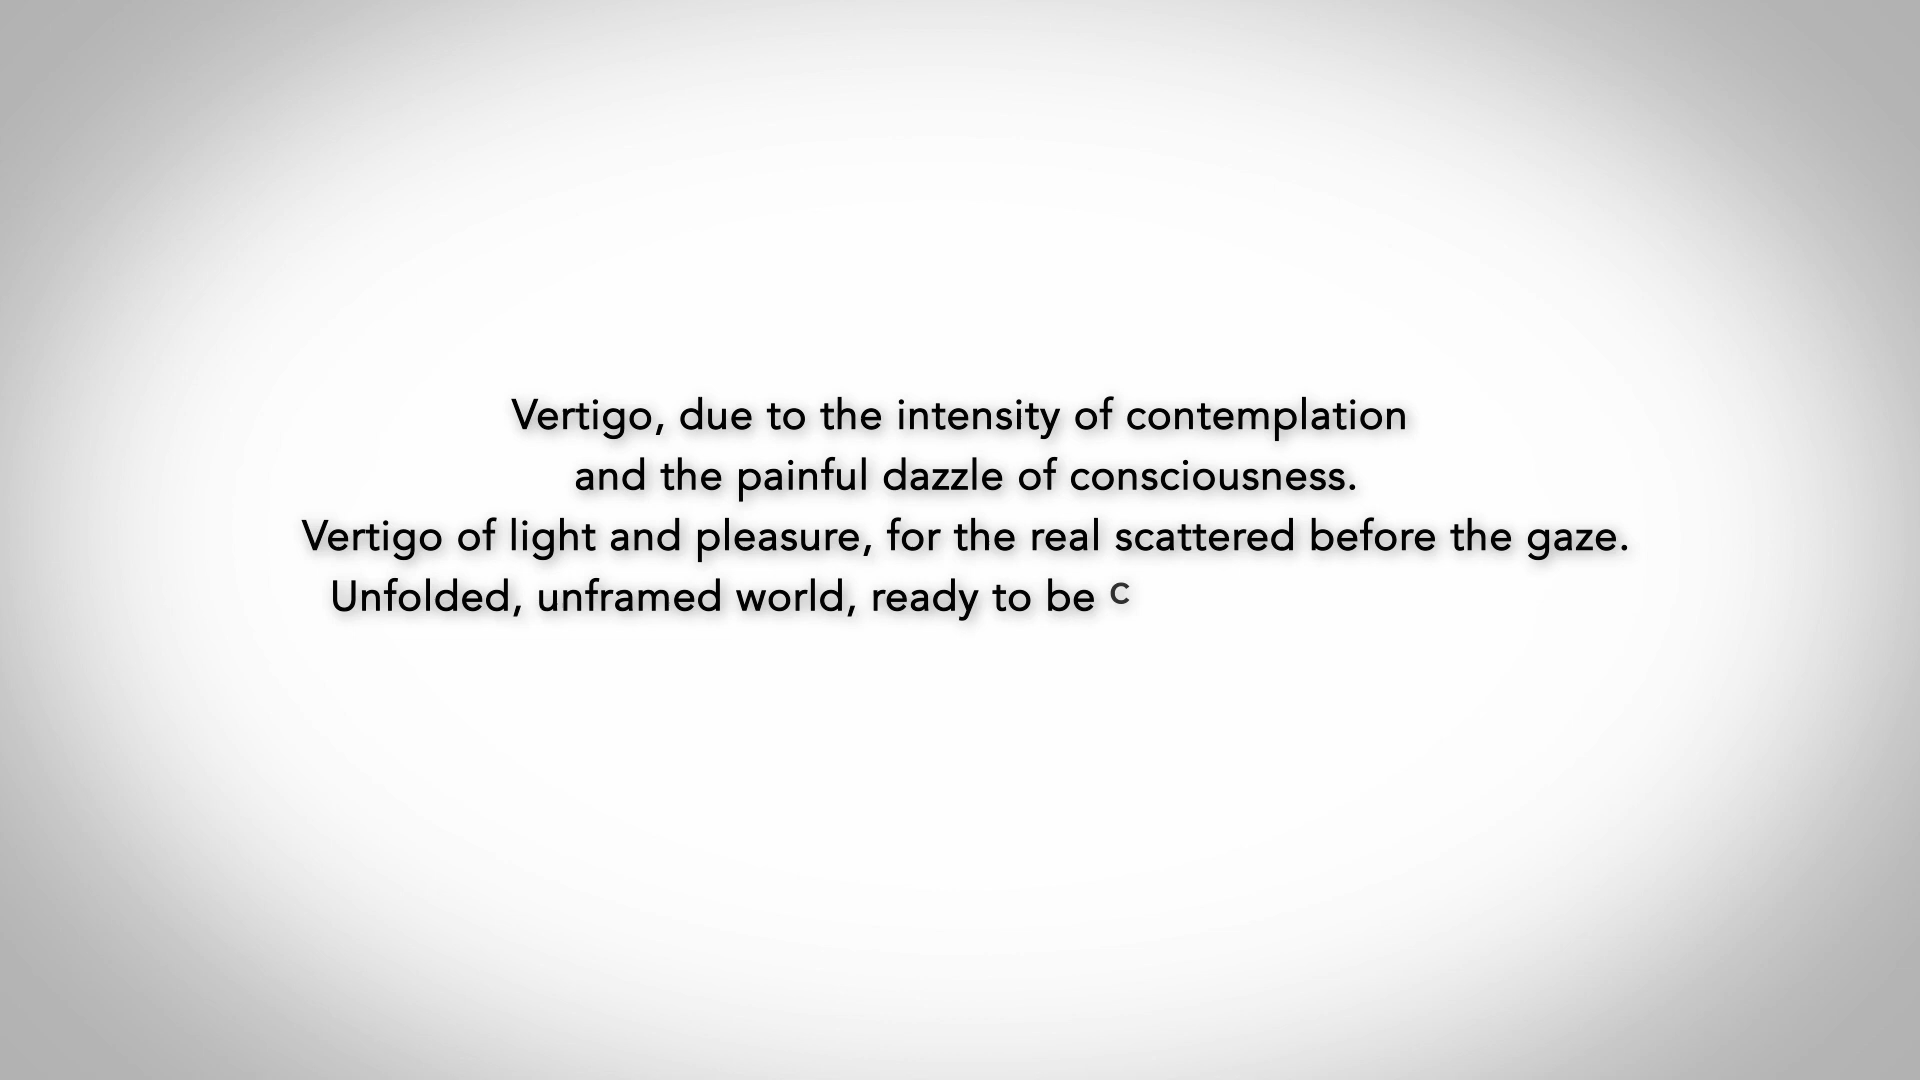 Vertigo, due to the intensity of contemplation
and the painful dazzle of consciousness.
Vertigo of light and pleasure, for the real scattered before the gaze.
Unfolded, unframed world, ready to be c